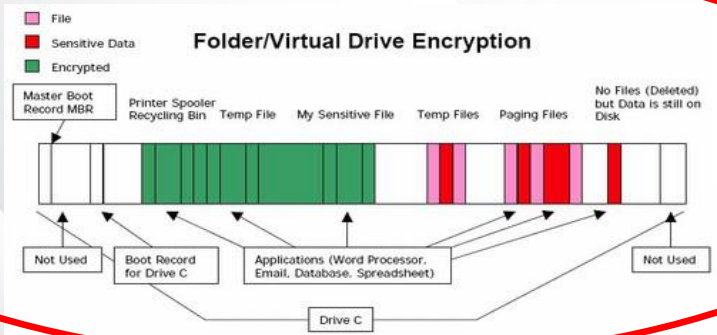 File
Sensitive Data
Encrypted
Folder/Virtual Drive Encryption
Master Boot
Record MBR
Printer Spooler
Recycling Bin
Temp File
My Sensitive File
Temp Files
Paging Files
No Files (Deleted)
but Data is still on
Disk
Not Used
Boot Record
for Drive C
Applications (Word Processor,
Email, Database, Spreadsheet)
Not Used
Drive C